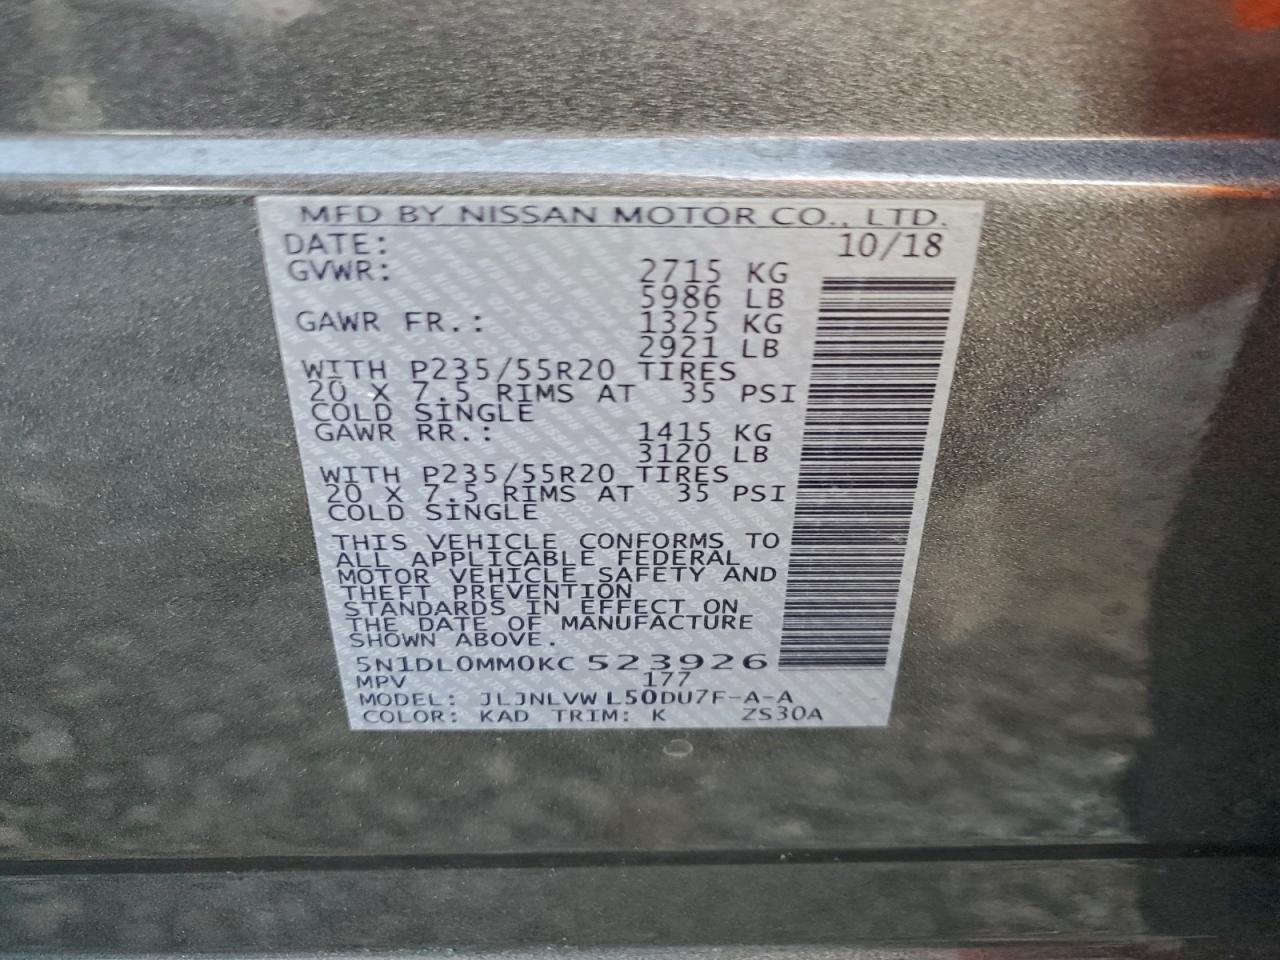 MFD BY NISSAN MOTOR CO., LTD.
DATE: 10/18
GVWR: 2715 KG
5986 LB
GAWR FR.: 1325 KG
2921 LB
WITH P235/55R20 TIRES
20 X 7.5 RIMS AT 35 PSI
COLD SINGLE
GAWR RR.: 1415 KG
3120 LB
WITH P235/55R20 TIRES
20 X 7.5 RIMS AT 35 PSI
COLD SINGLE
THIS VEHICLE CONFORMS TO
ALL APPLICABLE FEDERAL
MOTOR VEHICLE SAFETY AND
THEFT PREVENTION
STANDARDS IN EFFECT ON
THE DATE OF MANUFACTURE
SHOWN ABOVE.
5N1DL0MM0KC523926
MPV 177
MODEL: JLJNLVW L50DU7F-A-A
COLOR: KAD TRIM: K ZS30A